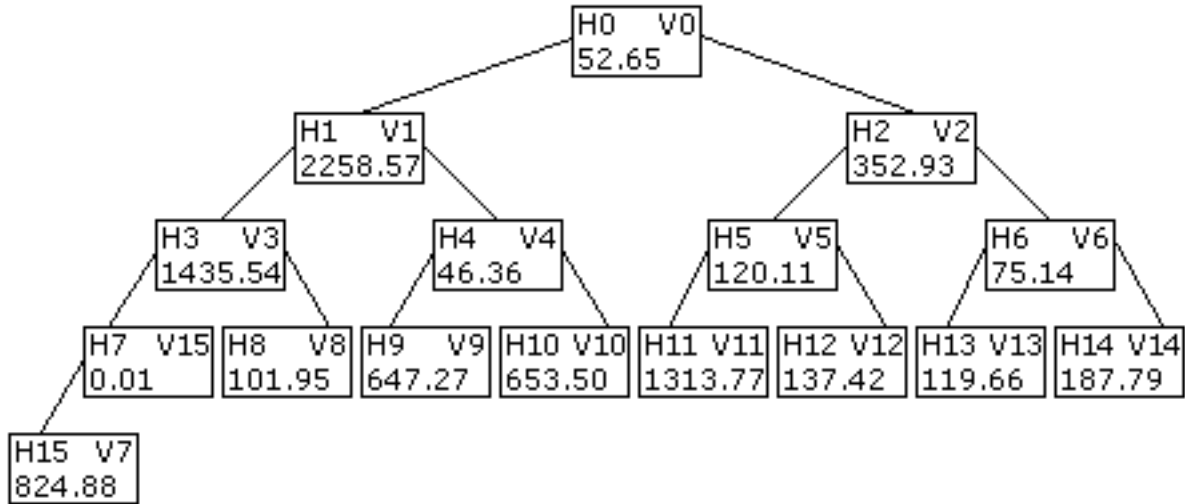 H0 V0
52.65
H1 V1
2258.57
H2 V2
352.93
H3 V3
1435.54
H4 V4
46.36
H5 V5
120.11
H6 V6
75.14
H7 V15
0.01
H8 V8
101.95
H9 V9
647.27
H10 V10
653.50
H11 V11
1313.77
H12 V12
137.42
H13 V13
119.66
H14 V14
187.79
H15 V7
824.88